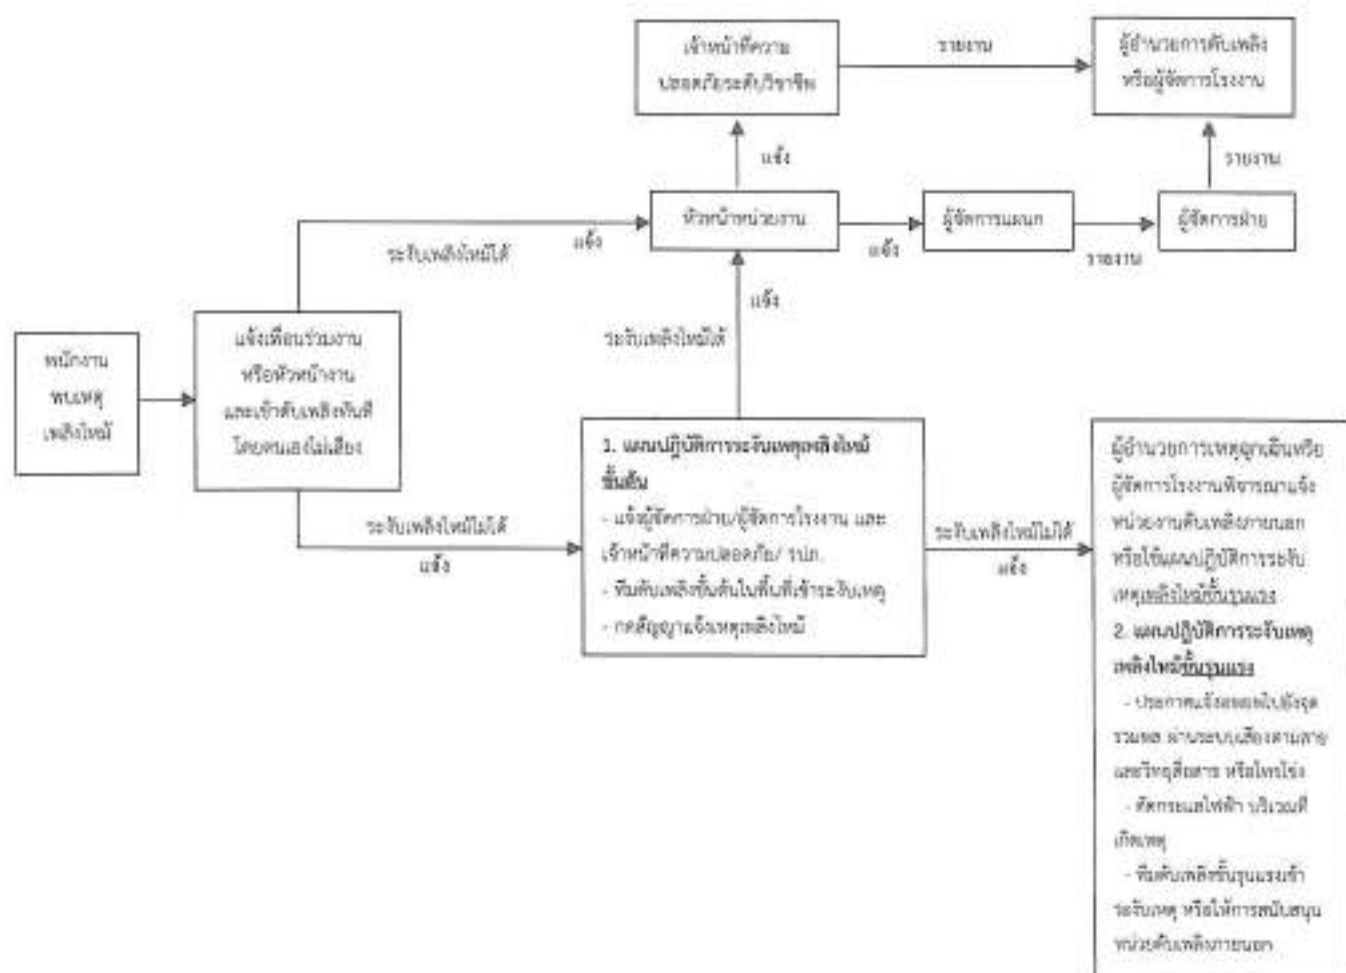 เจ้าหน้าที่ความ
ปลอดภัยระดับวิชาชีพ
รายงาน
ผู้อำนวยการดับเพลิง
หรือผู้จัดการโรงงาน
แจ้ง
รายงาน
หัวหน้าหน่วยงาน
ผู้จัดการแผนก
ผู้จัดการฝ่าย
แจ้ง
แจ้ง
รายงาน
ระงับเพลิงไหม้ได้
แจ้ง
ระงับเพลิงไหม้ได้
พนักงาน
พบเหตุ
เพลิงไหม้
แจ้งเพื่อนร่วมงาน
หรือหัวหน้างาน
และเข้าดับเพลิงทันที
โดยตนเองไม่เสี่ยง
ระงับเพลิงไหม้ไม่ได้
แจ้ง
1. แผนปฏิบัติการระงับเหตุเพลิงไหม้
ขั้นต้น
- แจ้งผู้จัดการฝ่าย/ผู้จัดการโรงงาน และ
เจ้าหน้าที่ความปลอดภัย/ รปภ.
- ทีมดับเพลิงขั้นต้นในพื้นที่เข้าระงับเหตุ
- กดสัญญาแจ้งเหตุเพลิงไหม้
ระงับเพลิงไหม้ไม่ได้
แจ้ง
ผู้อำนวยการเหตุฉุกเฉินหรือ
ผู้จัดการโรงงานพิจารณาแจ้ง
หน่วยงานดับเพลิงภายนอก
หรือใช้แผนปฏิบัติการระงับ
เหตุเพลิงไหม้ขั้นรุนแรง
2. แผนปฏิบัติการระงับเหตุ
เพลิงไหม้ขั้นรุนแรง
- ประกาศแจ้งอพยพไปยังจุด
รวมพล ผ่านระบบเสียงตามสาย
และวิทยุสื่อสาร หรือโทรโข่ง
- ตัดกระแสไฟฟ้า บริเวณที่
เกิดเหตุ
- ทีมดับเพลิงขั้นรุนแรงเข้า
ระงับเหตุ หรือให้การสนับสนุน
หน่วยดับเพลิงภายนอก